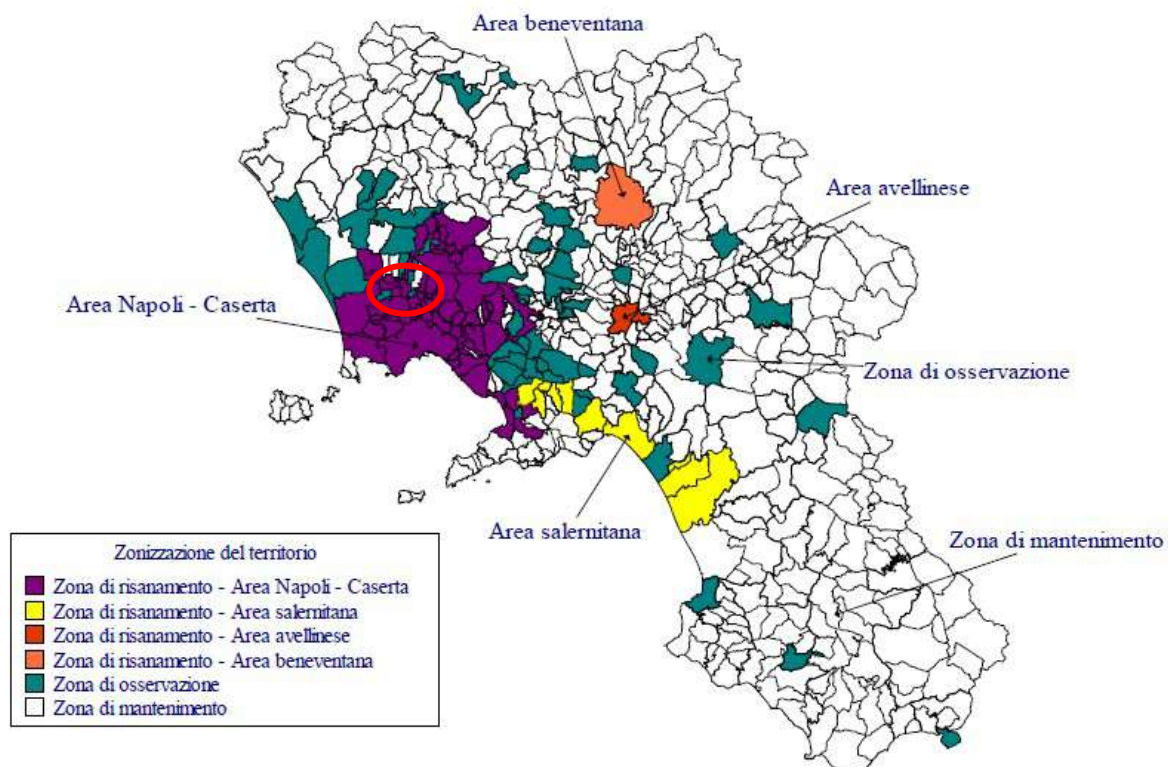 Area beneventana
Area avellinese
Area Napoli - Caserta
Zona di osservazione
Area salernitana
Zona di mantenimento
Zonizzazione del territorio
Zona di risanamento - Area Napoli - Caserta
Zona di risanamento - Area salernitana
Zona di risanamento - Area avellinese
Zona di risanamento - Area beneventana
Zona di osservazione
Zona di mantenimento